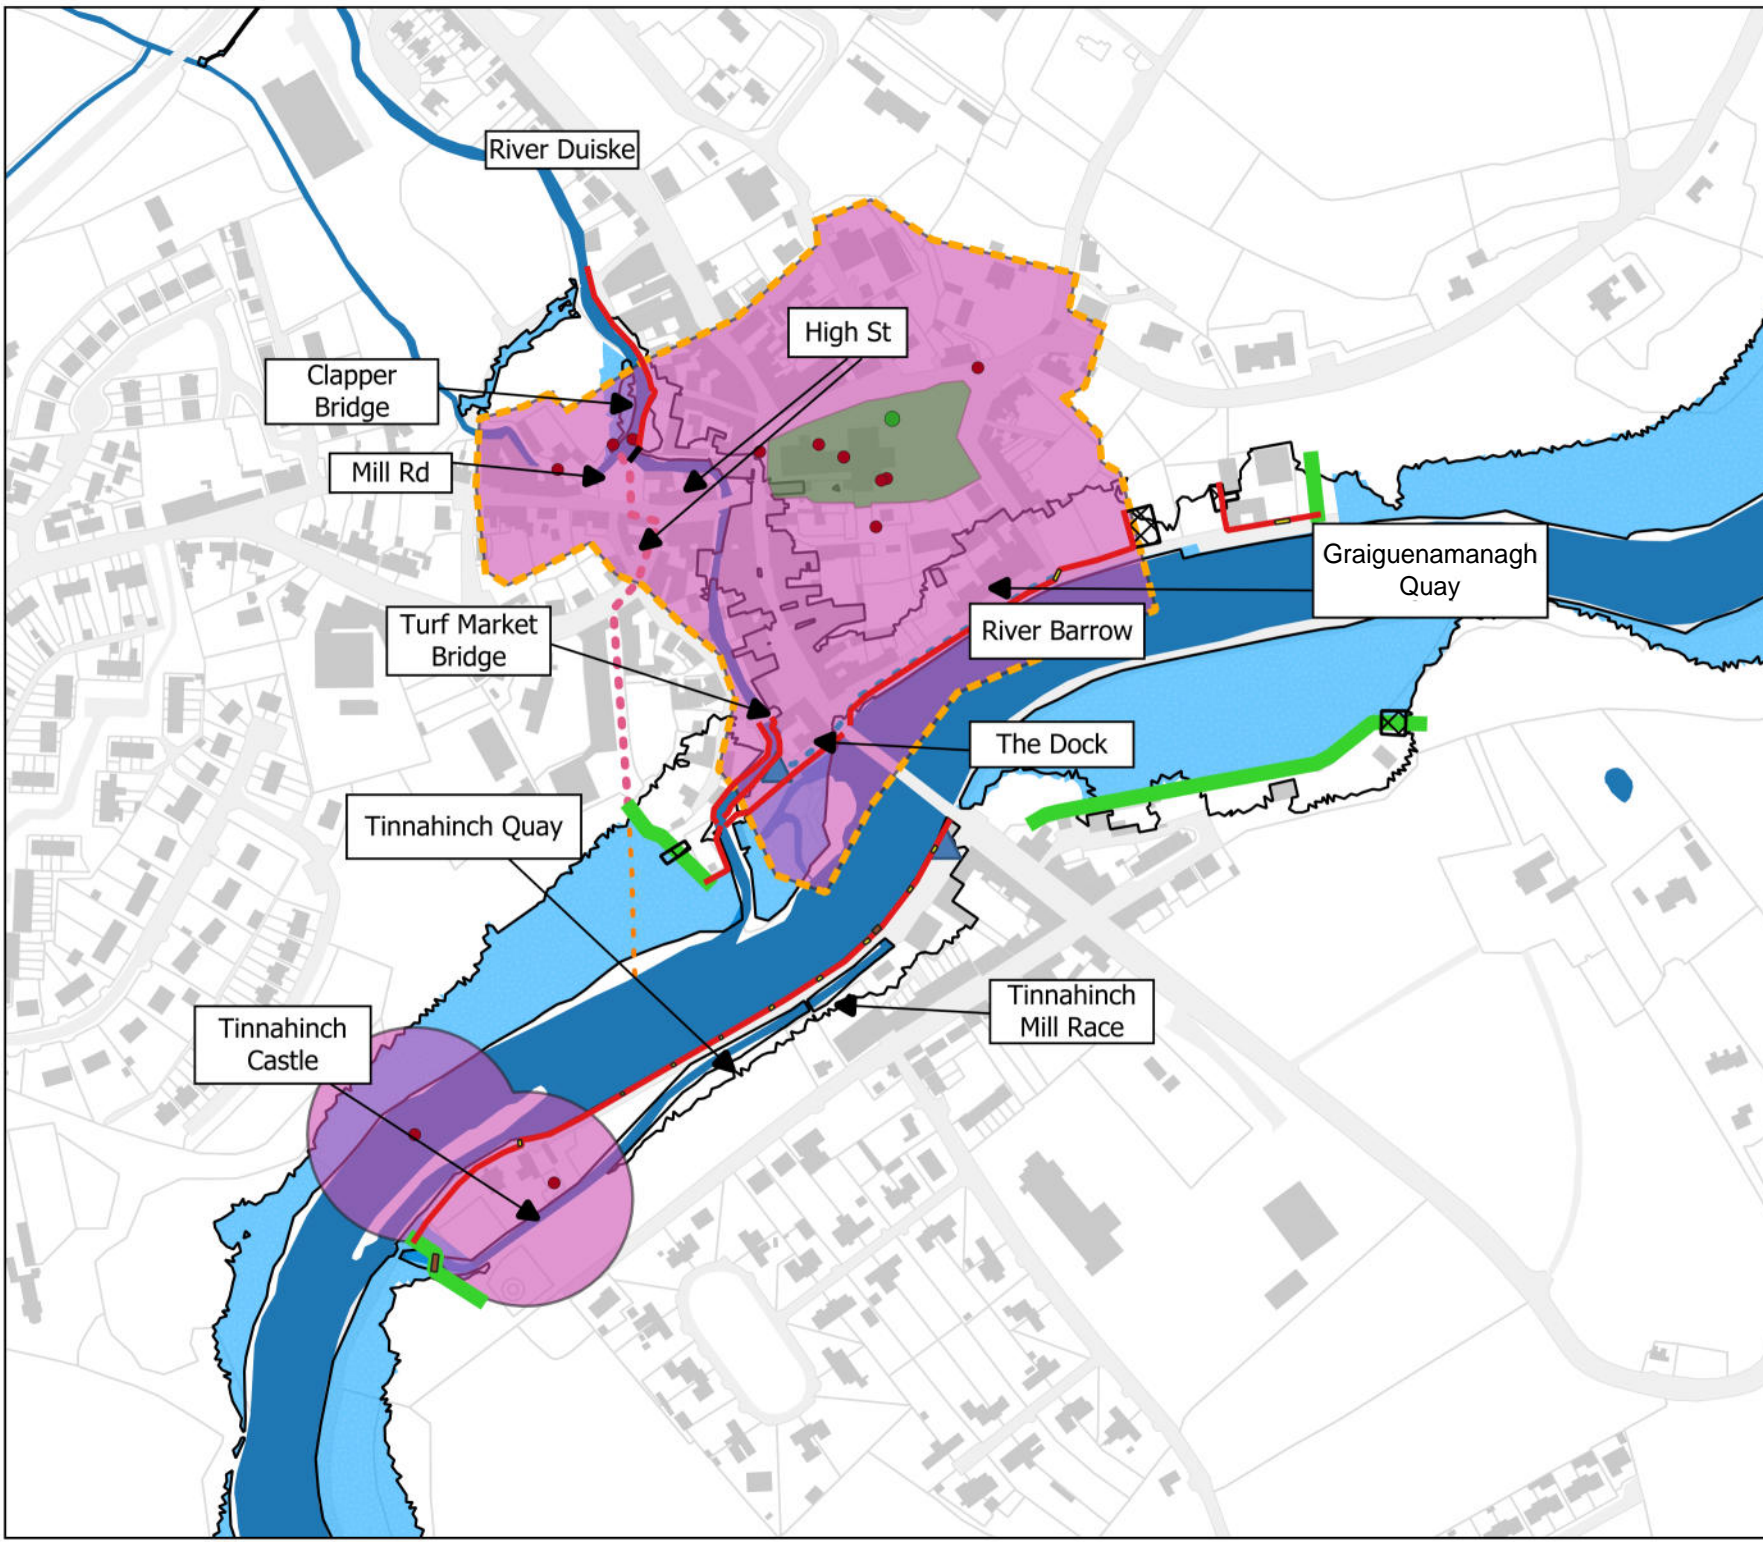 River Duiske
High St
Clapper
Bridge
Mill Rd
Graiguenamanagh
Quay
Turf Market
Bridge
River Barrow
The Dock
Tinnahinch Quay
Tinnahinch
Mill Race
Tinnahinch
Castle